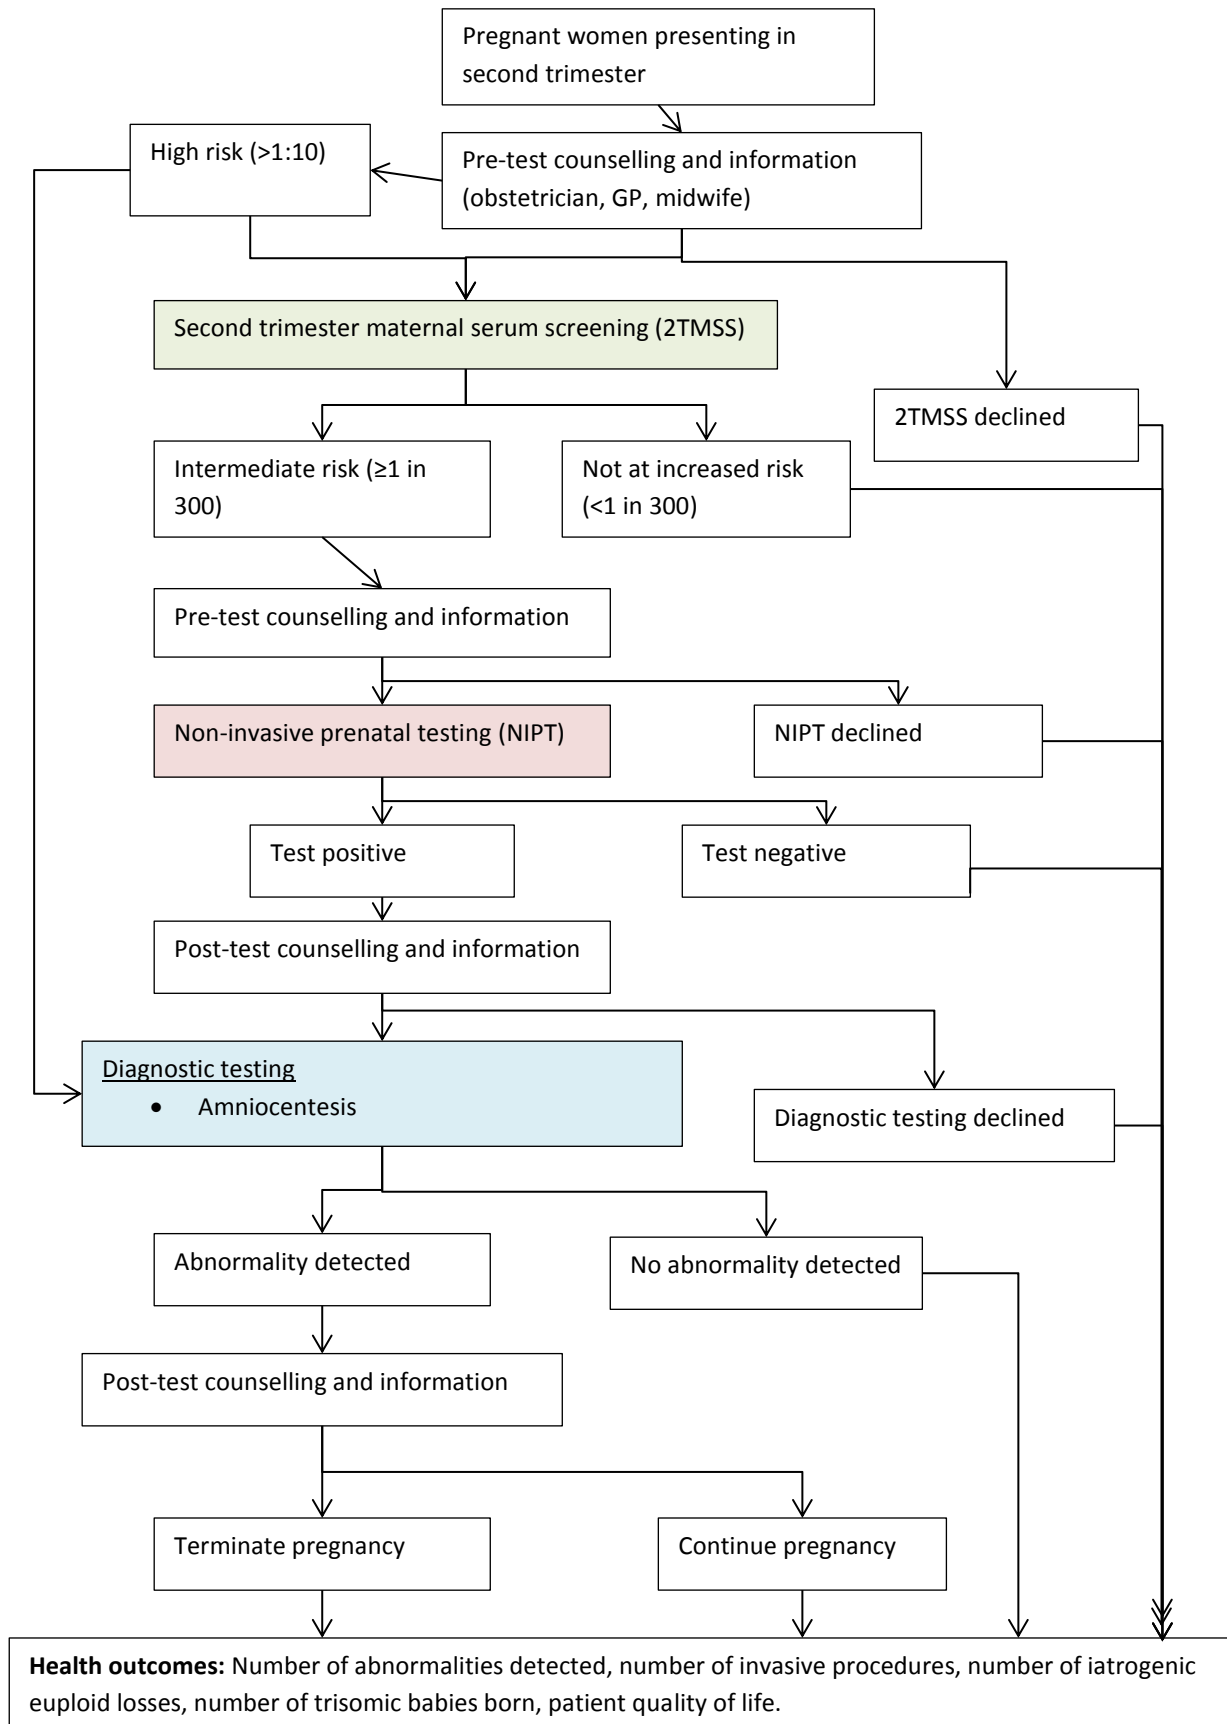 Pregnant women presenting in
second trimester
High risk (>1:10)
Pre-test counselling and information
(obstetrician, GP, midwife)
Second trimester maternal serum screening (2TMSS)
2TMSS declined
Intermediate risk (≥1 in
300)
Not at increased risk
(<1 in 300)
Pre-test counselling and information
Non-invasive prenatal testing (NIPT)
NIPT declined
Test positive
Test negative
Post-test counselling and information
Diagnostic testing
• Amniocentesis
Diagnostic testing declined
Abnormality detected
No abnormality detected
Post-test counselling and information
Terminate pregnancy
Continue pregnancy
Health outcomes: Number of abnormalities detected, number of invasive procedures, number of iatrogenic
euploid losses, number of trisomic babies born, patient quality of life.